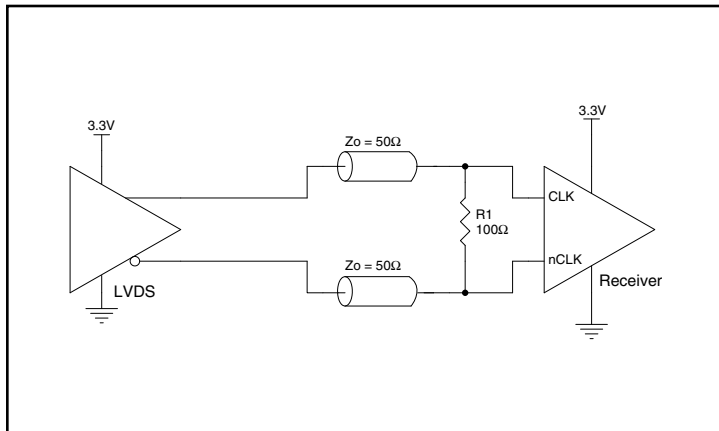 3.3V
LVDS
Zo = 50Ω
Zo = 50Ω
R1
100Ω
3.3V
CLK
nCLK
Receiver